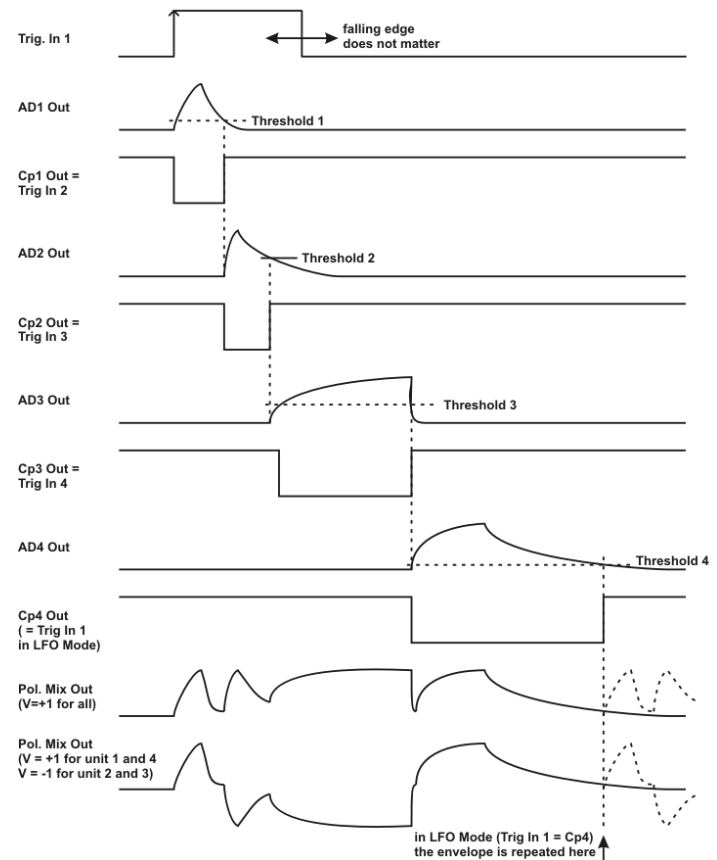 Trig. In 1
falling edge
does not matter
AD1 Out
Threshold 1
Cp1 Out =
Trig In 2
AD2 Out
Threshold 2
Cp2 Out =
Trig In 3
AD3 Out
Threshold 3
Cp3 Out =
Trig In 4
AD4 Out
Threshold 4
Cp4 Out
( = Trig In 1
in LFO Mode)
Pol. Mix Out
(V=+1 for all)
Pol. Mix Out
(V = +1 for unit 1 and 4
V = -1 for unit 2 and 3)
in LFO Mode (Trig In 1 = Cp4)
the envelope is repeated here